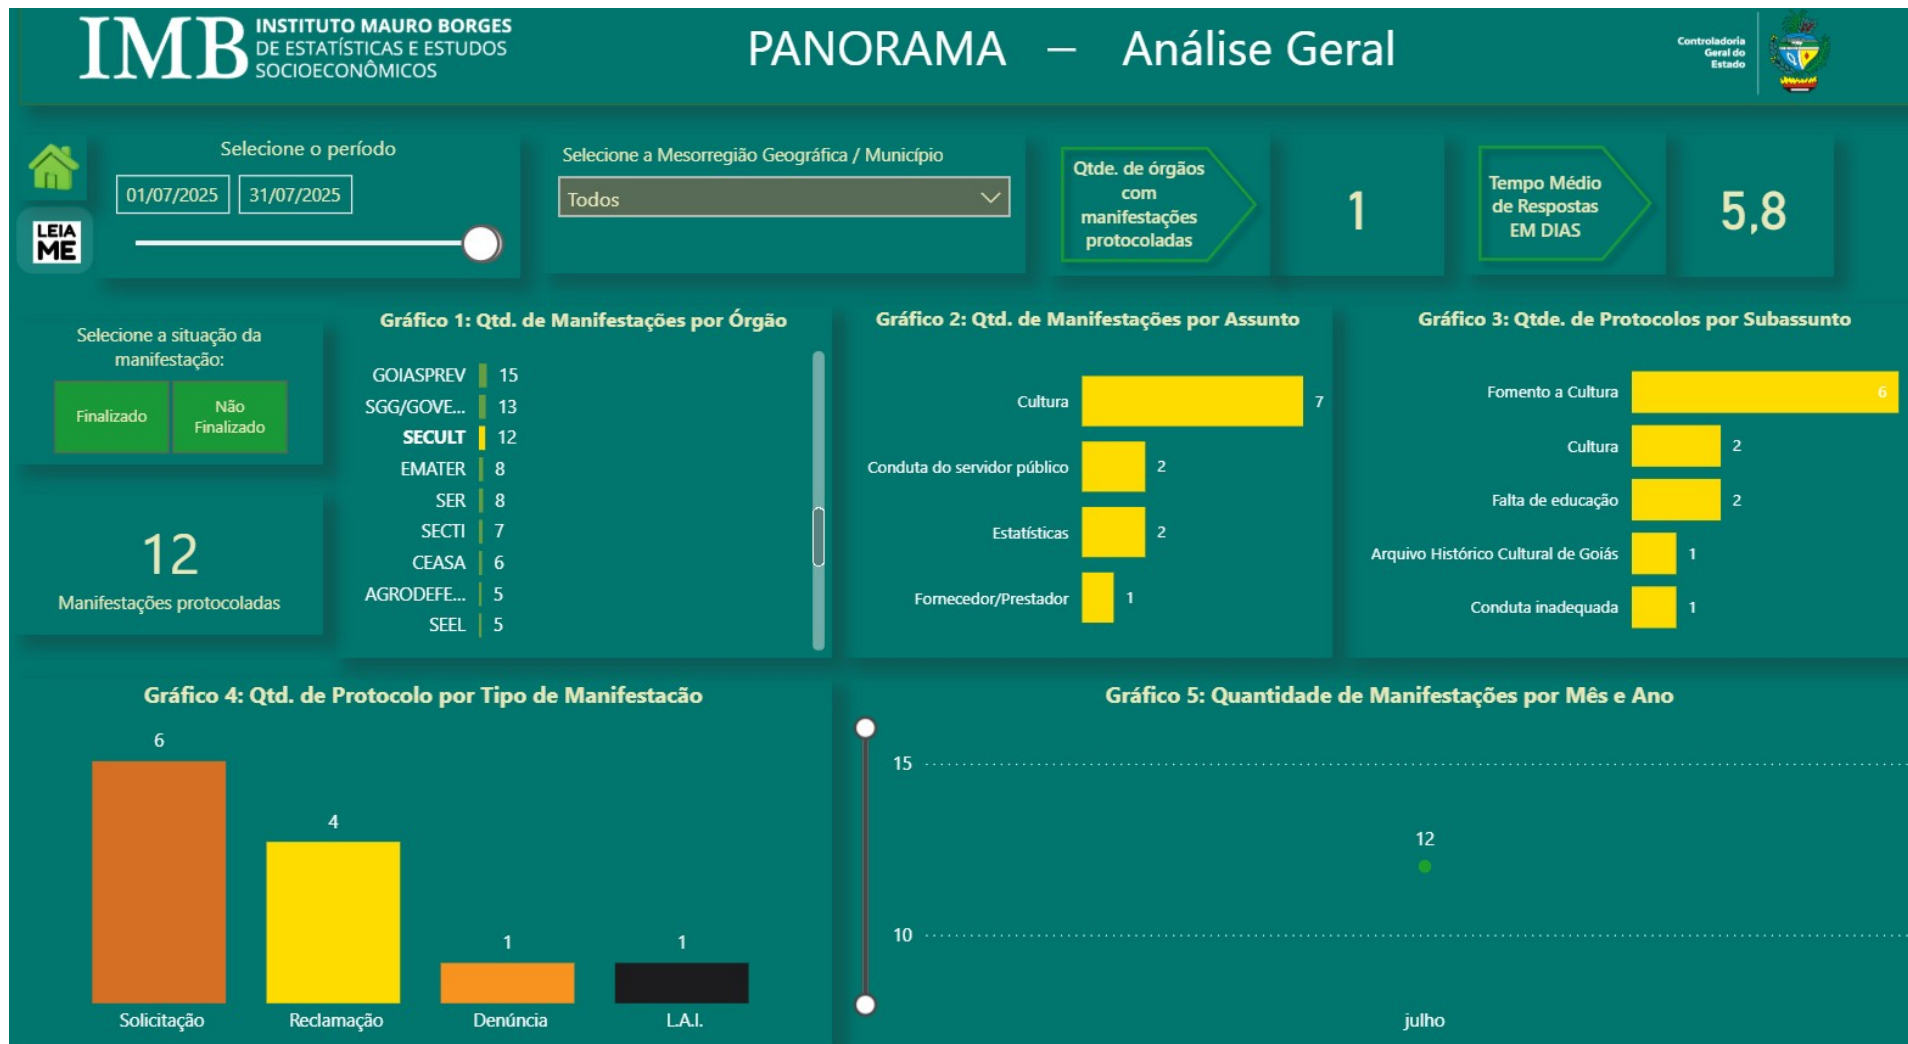 IMB
INSTITUTO MAURO BORGES
DE ESTATÍSTICAS E ESTUDOS
SOCIOECONÔMICOS
PANORAMA – Análise Geral
Controladoria
Geral do
Estado
LEIA
ME
Selecione o período
01/07/2025 31/07/2025
Selecione a Mesorregião Geográfica / Município
Todos
Qtde. de órgãos
com
manifestações
protocoladas
1
Tempo Médio
de Respostas
EM DIAS
5,8
Selecione a situação da
manifestação:
Finalizado
Não
Finalizado
12
Manifestações protocoladas
Gráfico 1: Qtd. de Manifestações por Órgão
GOIASPREV 15
SGG/GOVE... 13
SECULT 12
EMATER 8
SER 8
SECTI 7
CEASA 6
AGRODEFE... 5
SEEL 5
Gráfico 2: Qtd. de Manifestações por Assunto
Cultura 7
Conduta do servidor público 2
Estatísticas 2
Fornecedor/Prestador 1
Gráfico 3: Qtde. de Protocolos por Subassunto
Fomento a Cultura 6
Cultura 2
Falta de educação 2
Arquivo Histórico Cultural de Goiás 1
Conduta inadequada 1
Gráfico 4: Qtd. de Protocolo por Tipo de Manifestacão
6
4
1
1
Solicitação Reclamação Denúncia L.A.I.
Gráfico 5: Quantidade de Manifestações por Mês e Ano
15
12
10
julho